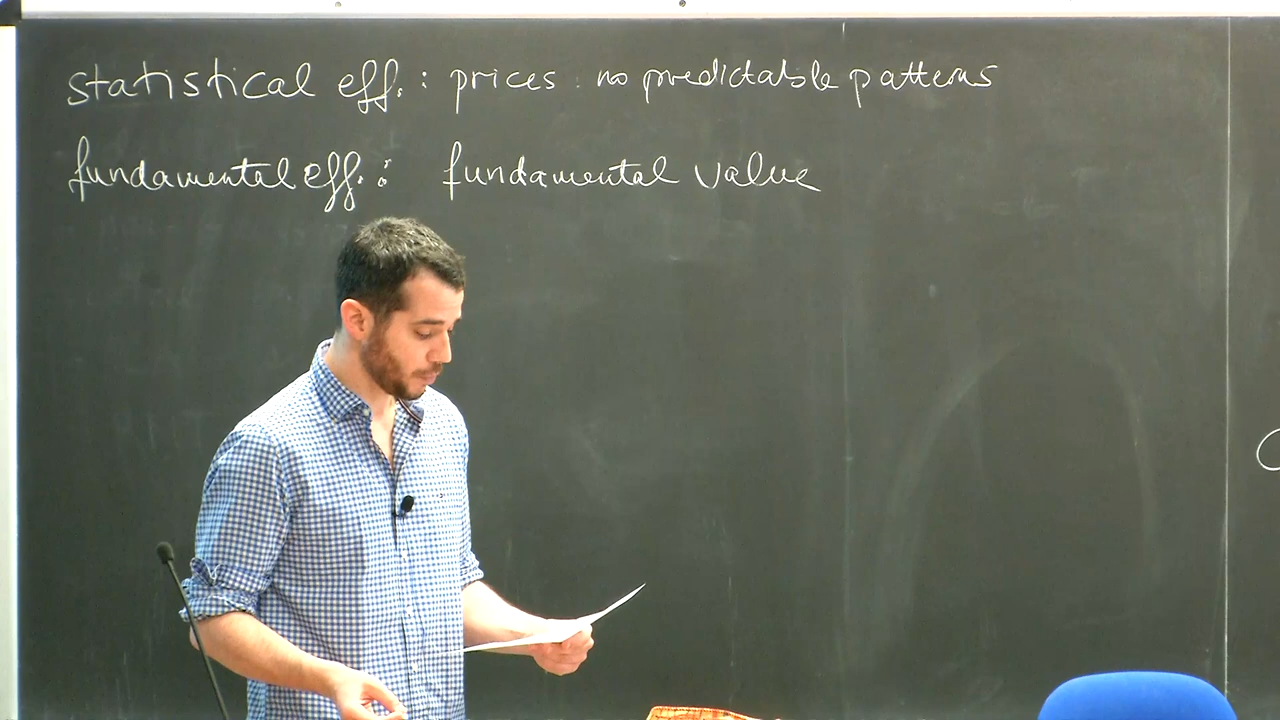 statistical eff. : prices : no predictable patterns
fundamental eff. : fundamental value